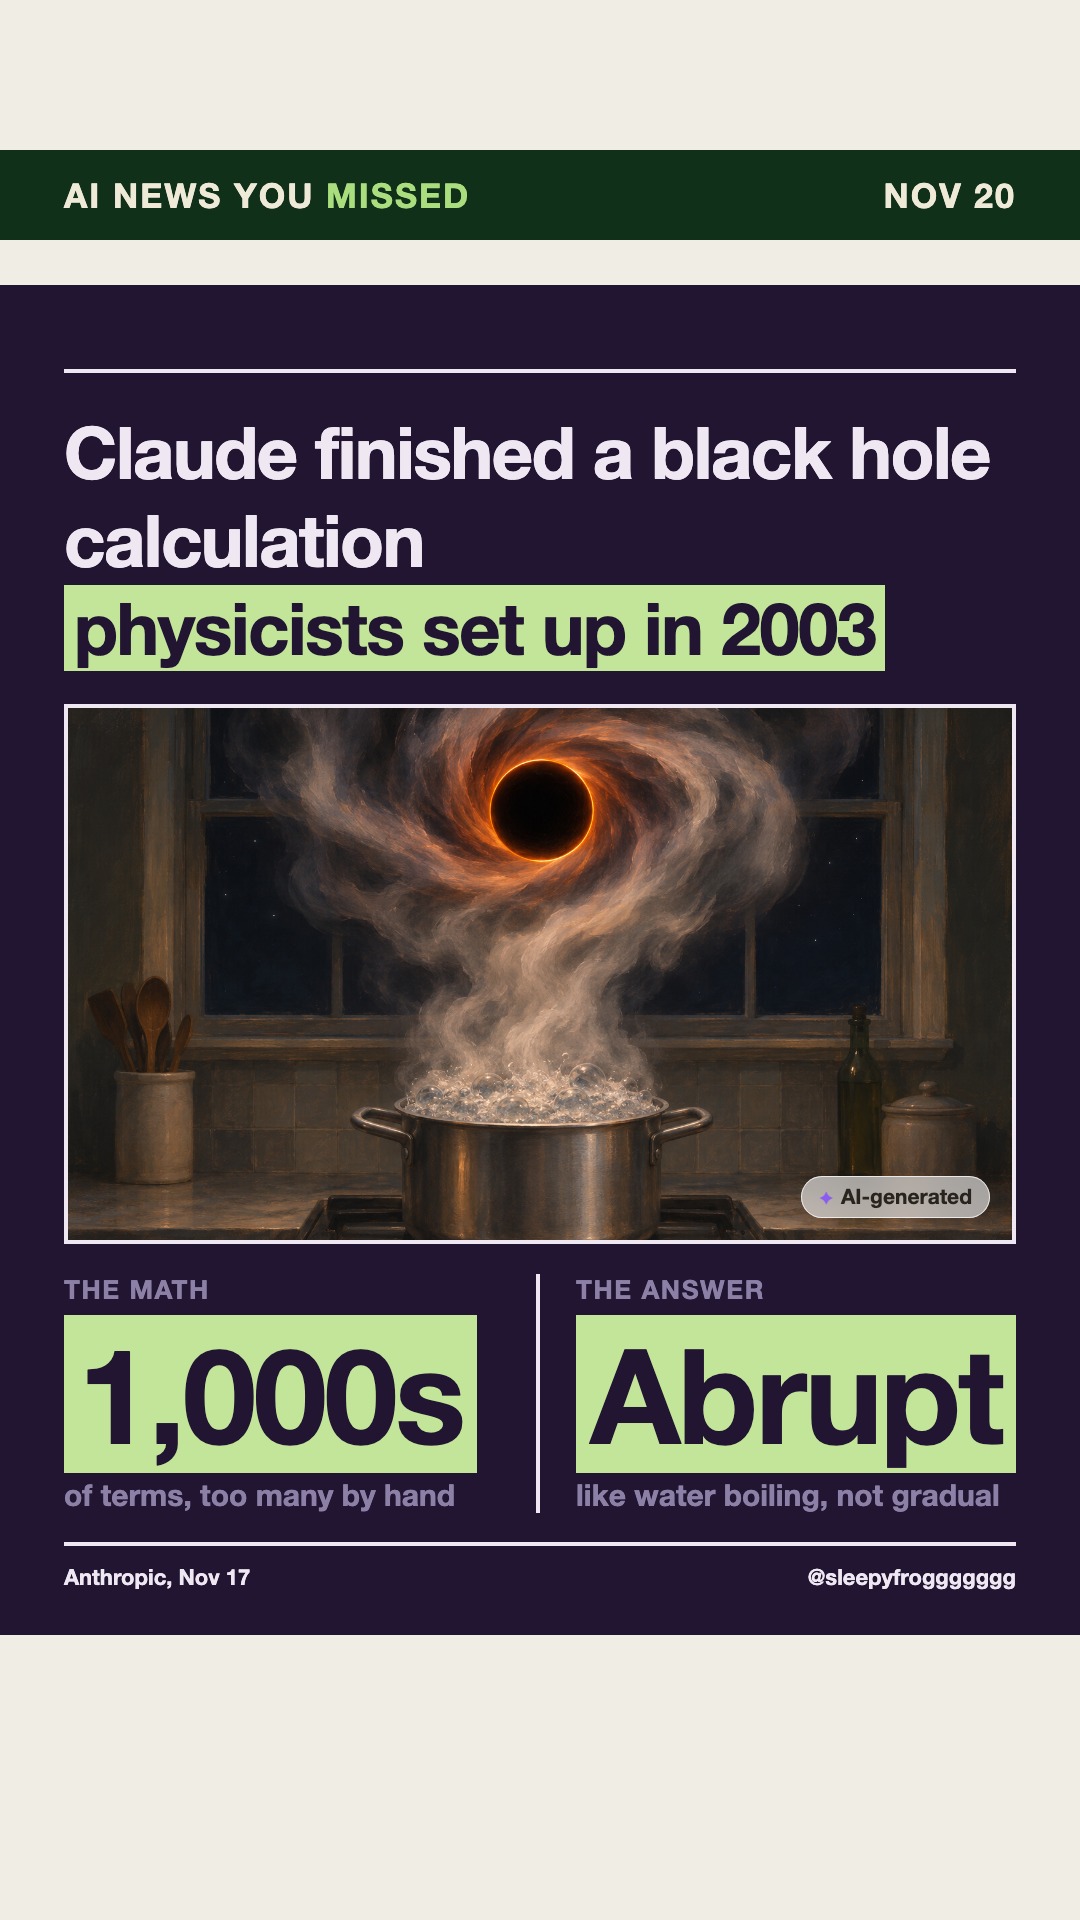 AI NEWS YOU MISSED
NOV 20
Claude finished a black hole
calculation
physicists set up in 2003
AI-generated
THE MATH
1,000s
of terms, too many by hand
THE ANSWER
Abrupt
like water boiling, not gradual
Anthropic, Nov 17
@sleepyfroggggggg